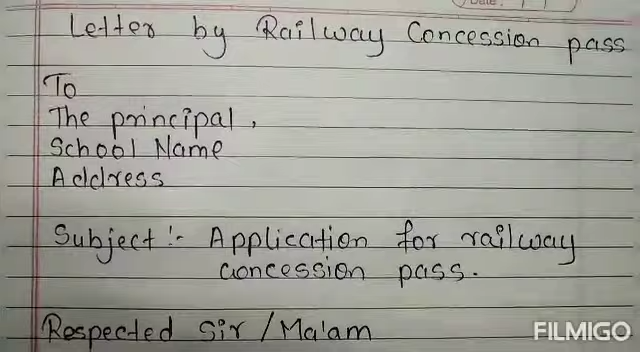 Date:
Letter by Railway Concession pass
To
The principal,
School Name
Address
Subject:- Application for railway
concession pass.
Respected Sir/Ma'am
FILMIGO